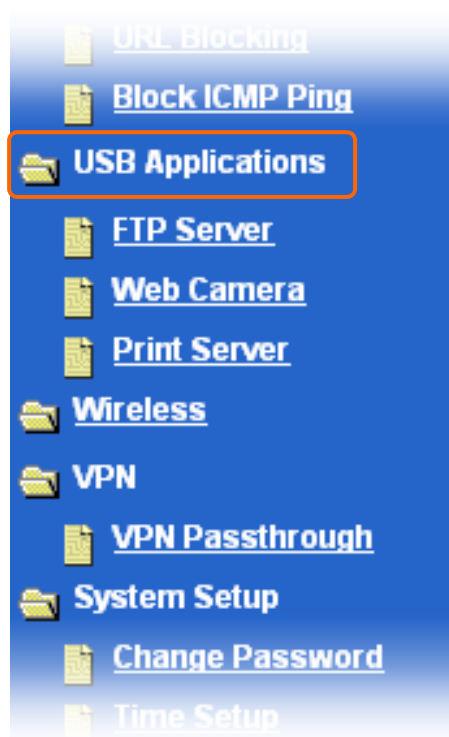 URL Blocking
Block ICMP Ping
USB Applications
FTP Server
Web Camera
Print Server
Wireless
VPN
VPN Passthrough
System Setup
Change Password
Time Setup